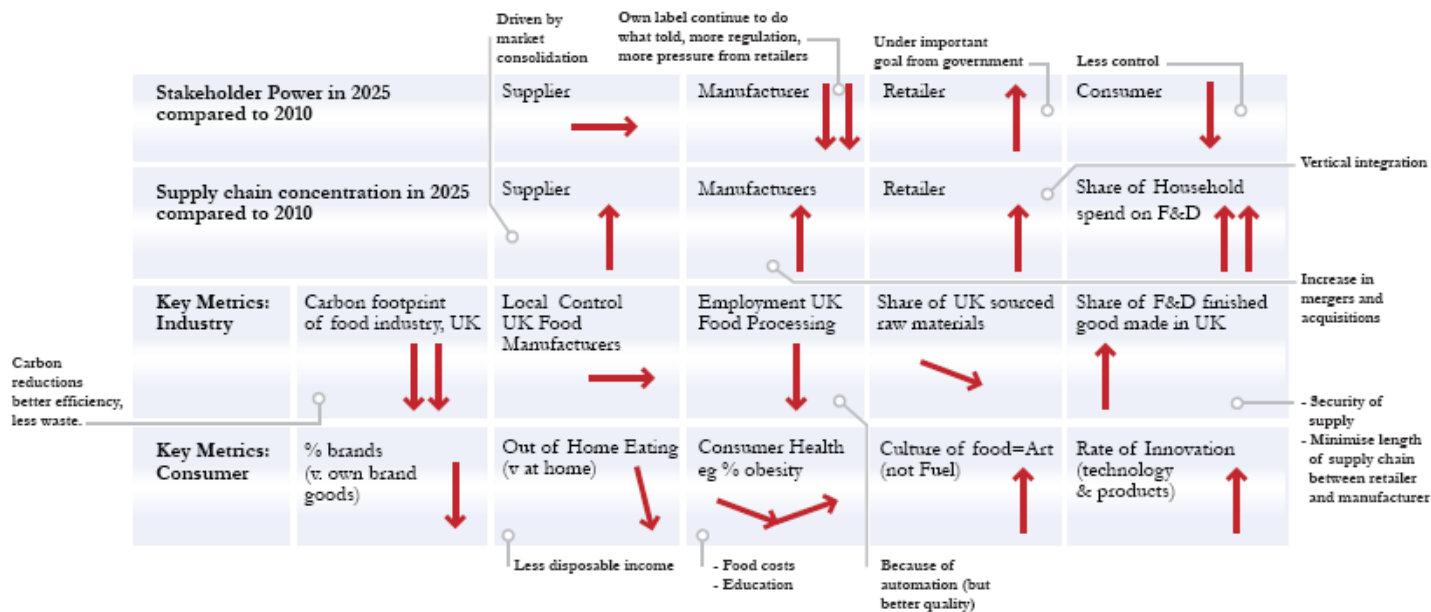 Driven by
market
consolidation
Own label continue to do
what told, more regulation,
more pressure from retailers
Under important
goal from government
Less control
Stakeholder Power in 2025
compared to 2010
Supplier
Manufacturer
Retailer
Consumer
Vertical integration
Supply chain concentration in 2025
compared to 2010
Supplier
Manufacturers
Retailer
Share of Household
spend on F&D
Increase in
mergers and
acquisitions
Key Metrics:
Industry
Carbon footprint
of food industry, UK
Local Control
UK Food
Manufacturers
Employment UK
Food Processing
Share of UK sourced
raw materials
Share of F&D finished
good made in UK
Carbon
reductions
better efficiency,
less waste.
- Security of
supply
- Minimise length
of supply chain
between retailer
and manufacturer
Key Metrics:
Consumer
% brands
(v. own brand
goods)
Out of Home Eating
(v at home)
Consumer Health
eg % obesity
Culture of food=Art
(not Fuel)
Rate of Innovation
(technology
& products)
Less disposable income
- Food costs
- Education
Because of
automation (but
better quality)